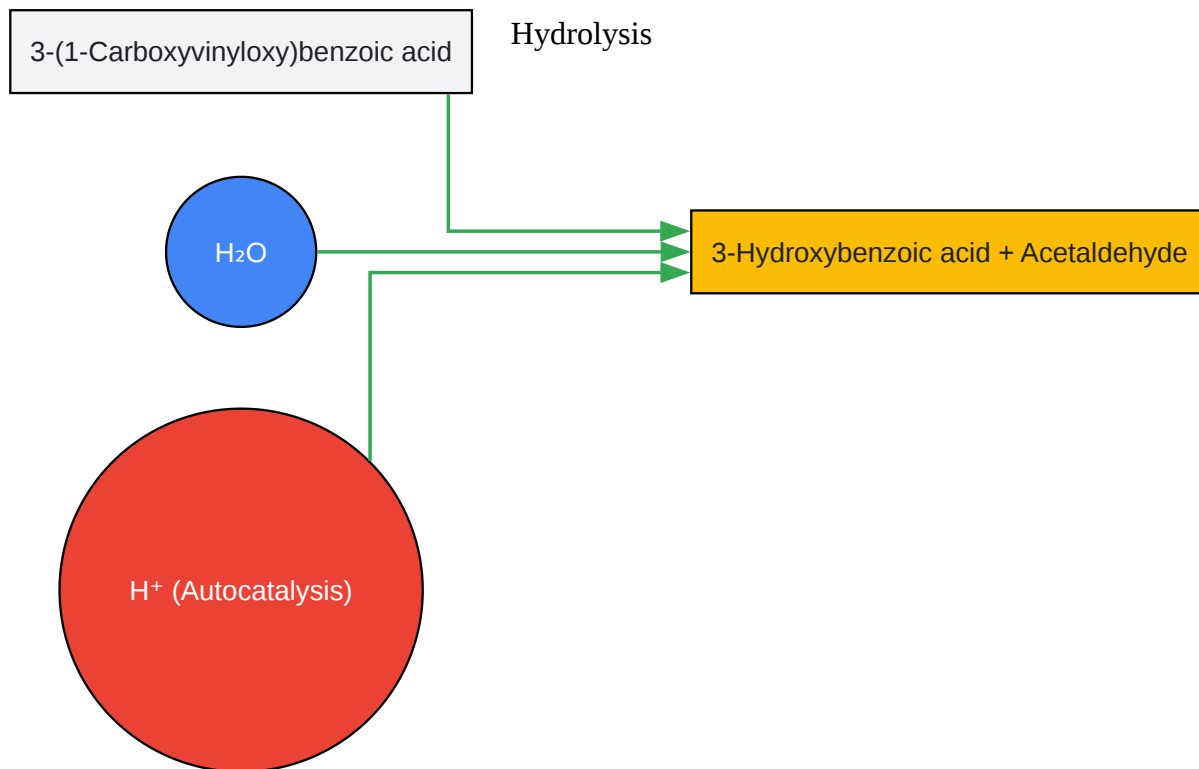 3-(1-Carboxyvinyloxy)benzoic acid
Hydrolysis
H₂O
3-Hydroxybenzoic acid + Acetaldehyde
H⁺ (Autocatalysis)